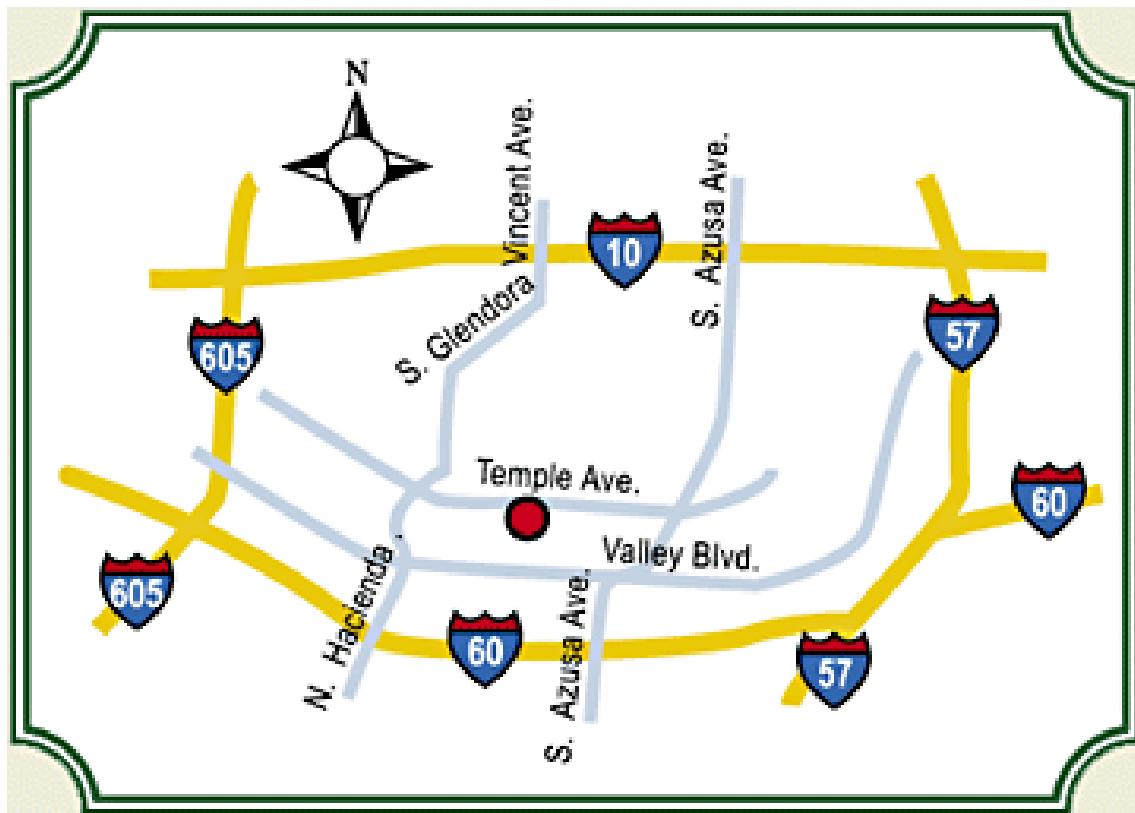 N
Vincent Ave.
S. Azusa Ave.
10
S. Glendora
605
57
Temple Ave.
60
Valley Blvd.
605
N. Hacienda .
60
S. Azusa Ave.
57